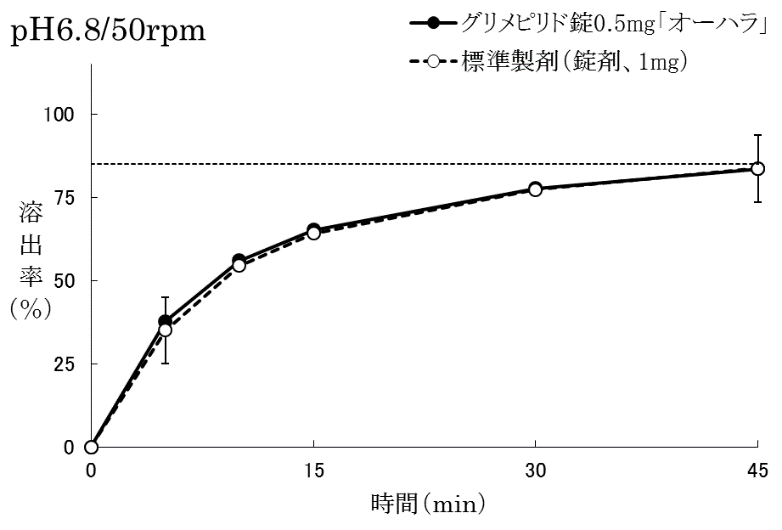 pH6.8/50rpm
グリメピリド錠0.5mg「オーハラ」
標準製剤（錠剤、1mg）
100
75
50
25
0
溶出率(%)
0 15 30 45
時間（min）